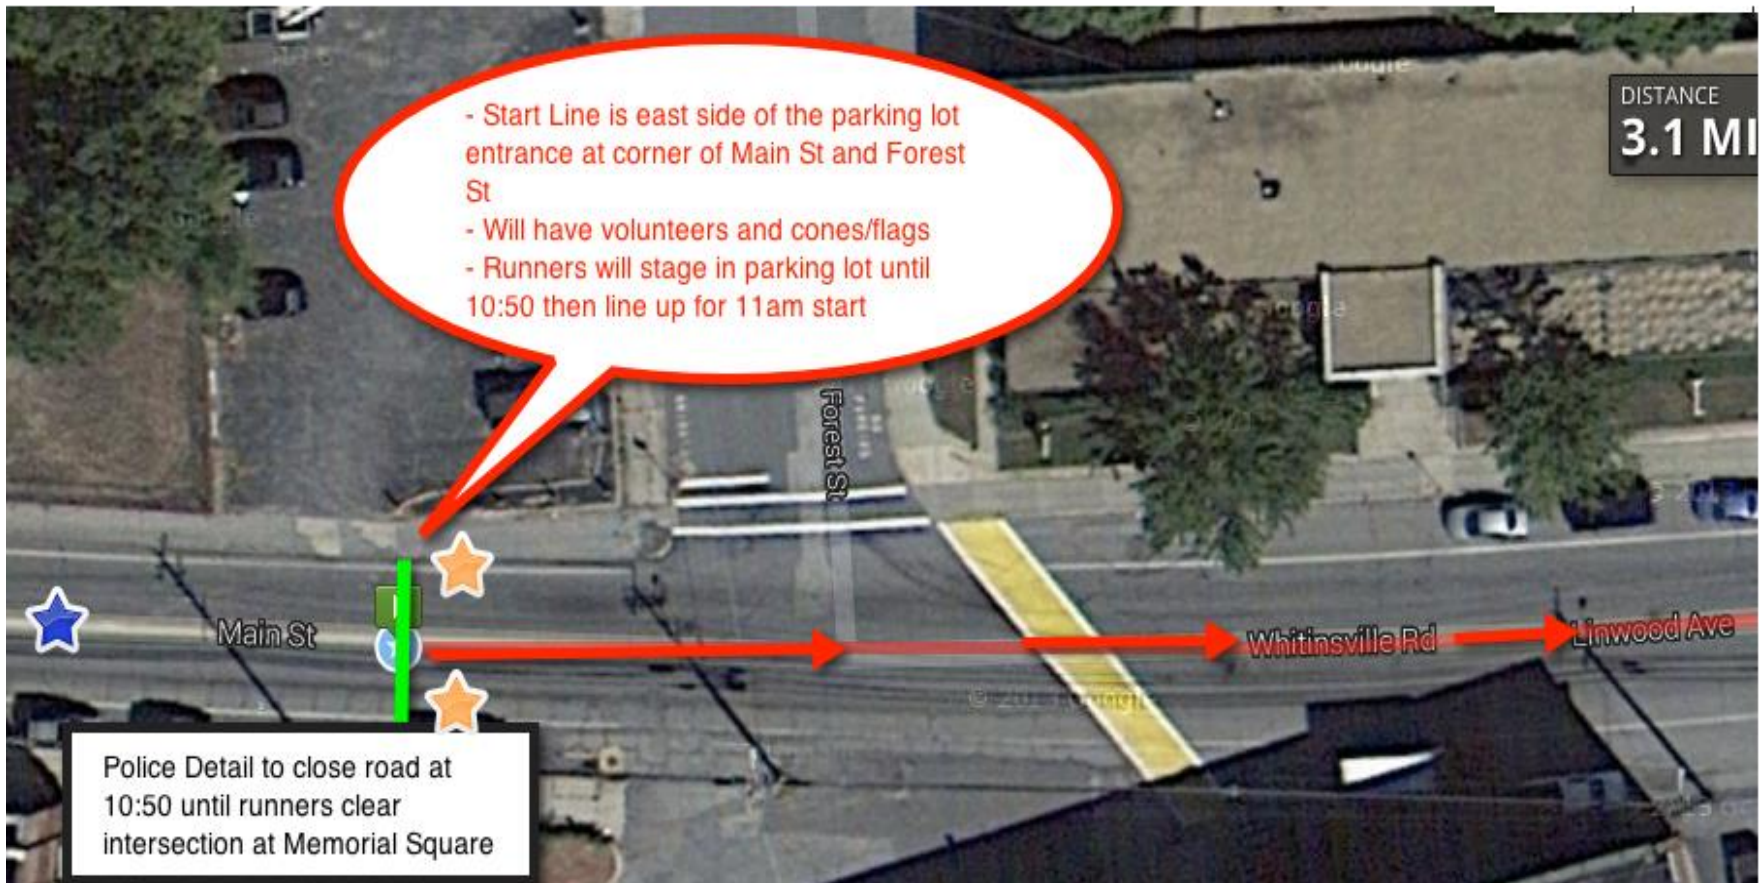 DISTANCE
3.1 MI
- Start Line is east side of the parking lot
entrance at corner of Main St and Forest
St
- Will have volunteers and cones/flags
- Runners will stage in parking lot until
10:50 then line up for 11am start
Forest St
Main St
Whitinsville Rd
Linwood Ave
Police Detail to close road at
10:50 until runners clear
intersection at Memorial Square